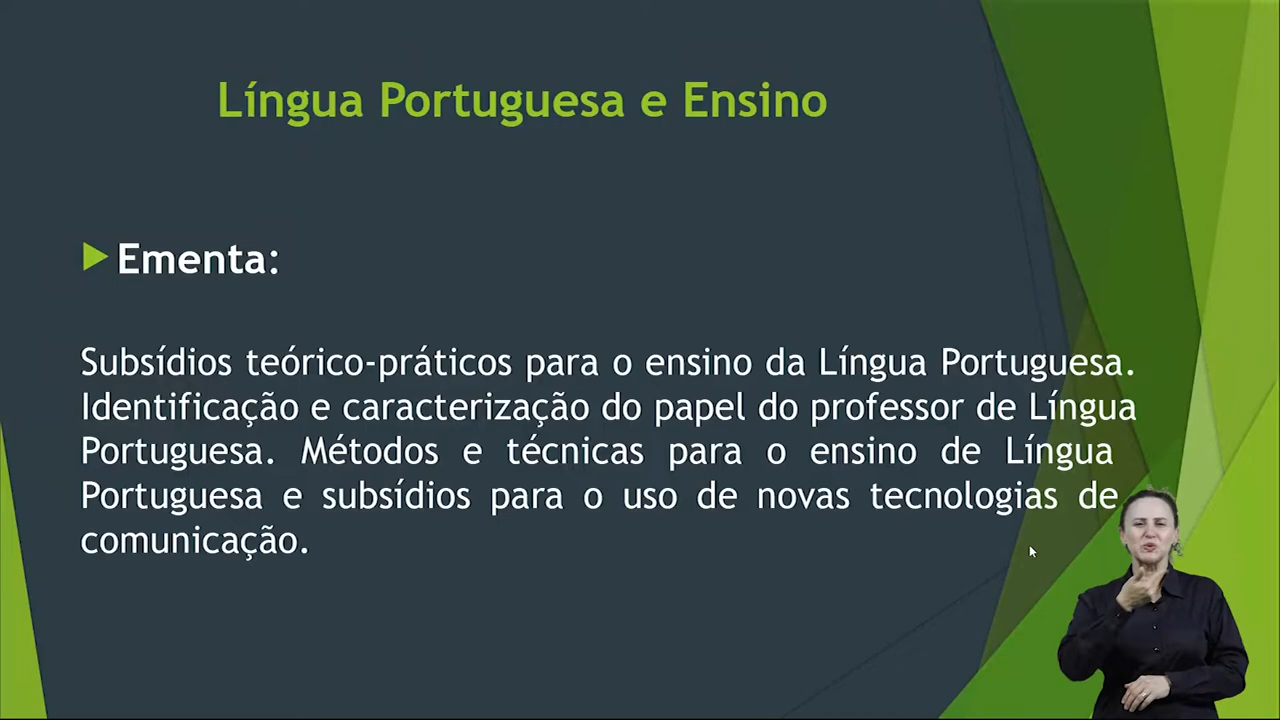 Língua Portuguesa e Ensino
Ementa:
Subsídios teórico-práticos para o ensino da Língua Portuguesa.
Identificação e caracterização do papel do professor de Língua
Portuguesa. Métodos e técnicas para o ensino de Língua
Portuguesa e subsídios para o uso de novas tecnologias de
comunicação.